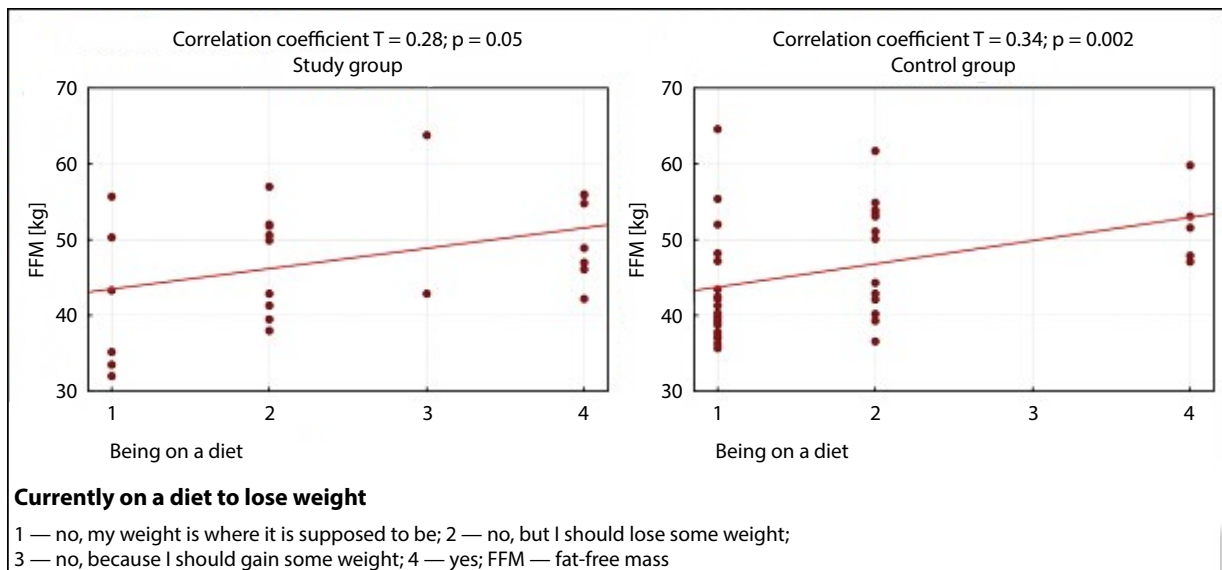 Correlation coefficient T = 0.28; p = 0.05
Study group
70
60
50
40
30
FFM [kg]
1 2 3 4
Being on a diet
Correlation coefficient T = 0.34; p = 0.002
Control group
70
60
50
40
30
FFM [kg]
1 2 3 4
Being on a diet
Currently on a diet to lose weight
1 — no, my weight is where it is supposed to be; 2 — no, but I should lose some weight;
3 — no, because I should gain some weight; 4 — yes; FFM — fat-free mass